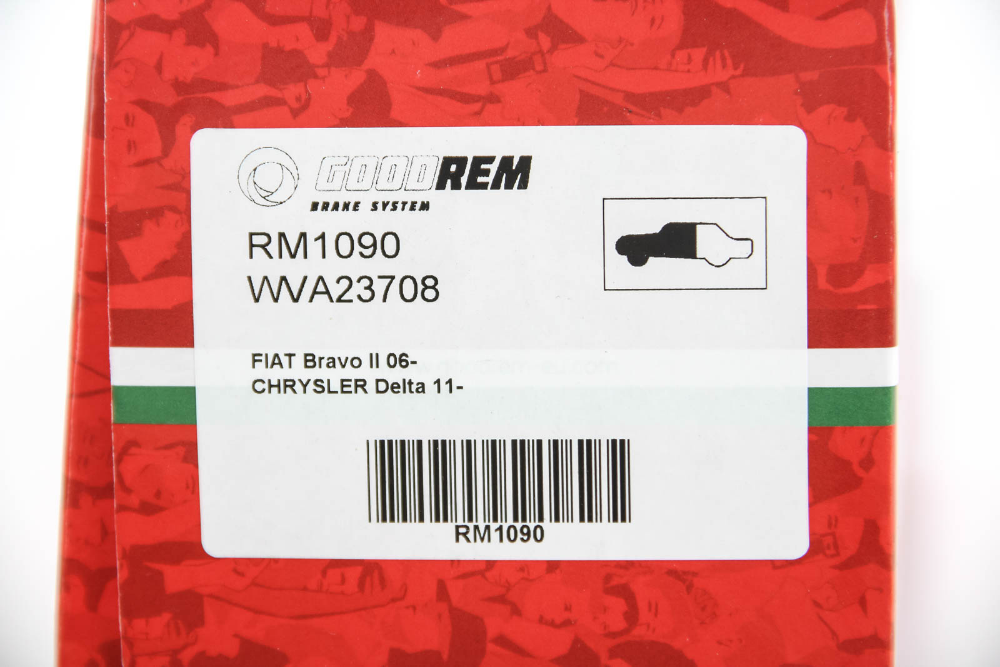 GOODREM
BRAKE SYSTEM
RM1090
WVA23708
FIAT Bravo II 06-
CHRYSLER Delta 11-
RM1090